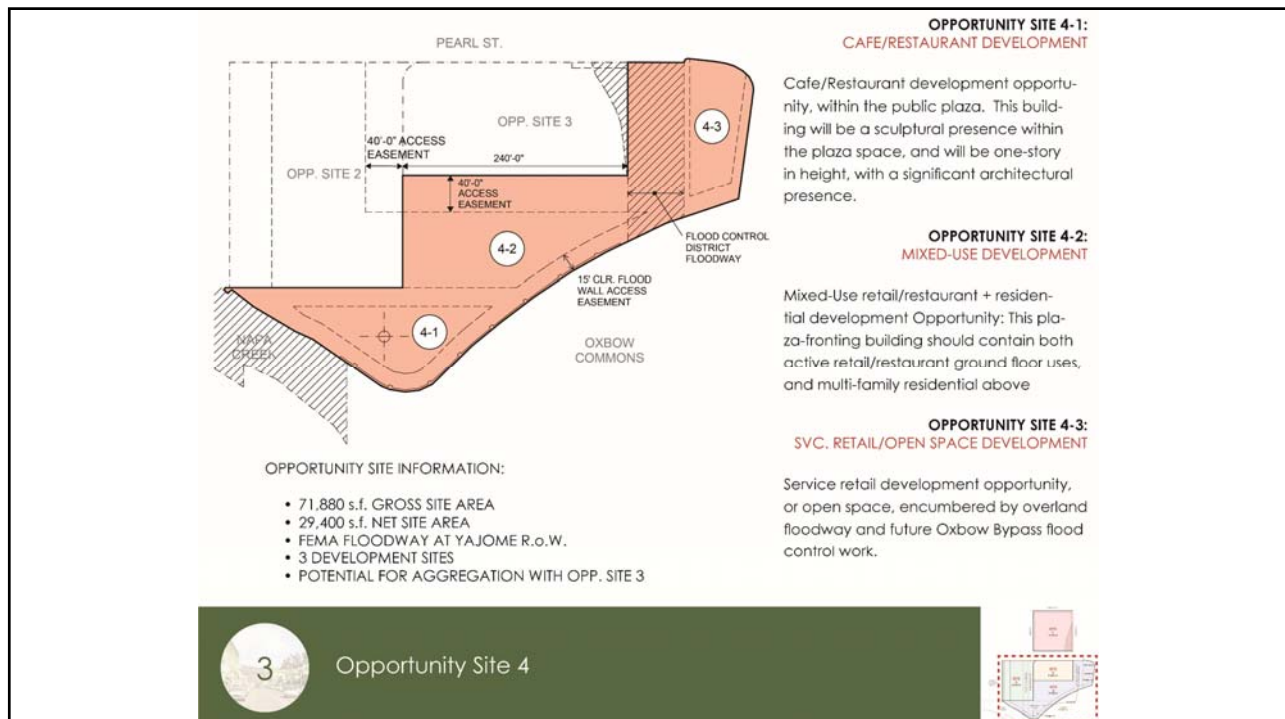 PEARL ST.
OPP. SITE 3
40'-0" ACCESS
EASEMENT
240'-0"
OPP. SITE 2
40'-0"
ACCESS
EASEMENT
4-3
4-2
FLOOD CONTROL
DISTRICT
FLOODWAY
15' CLR. FLOOD
WALL ACCESS
EASEMENT
4-1
NAPA
CREEK
OXBOW
COMMONS
OPPORTUNITY SITE INFORMATION:
• 71,880 s.f. GROSS SITE AREA
• 29,400 s.f. NET SITE AREA
• FEMA FLOODWAY AT YAJOME R.o.W.
• 3 DEVELOPMENT SITES
• POTENTIAL FOR AGGREGATION WITH OPP. SITE 3
OPPORTUNITY SITE 4-1:
CAFE/RESTAURANT DEVELOPMENT
Cafe/Restaurant development opportu-
nity, within the public plaza. This build-
ing will be a sculptural presence within
the plaza space, and will be one-story
in height, with a significant architectural
presence.
OPPORTUNITY SITE 4-2:
MIXED-USE DEVELOPMENT
Mixed-Use retail/restaurant + residen-
tial development Opportunity: This pla-
za-fronting building should contain both
active retail/restaurant ground floor uses,
and multi-family residential above
OPPORTUNITY SITE 4-3:
SVC. RETAIL/OPEN SPACE DEVELOPMENT
Service retail development opportunity,
or open space, encumbered by overland
floodway and future Oxbow Bypass flood
control work.
3
Opportunity Site 4